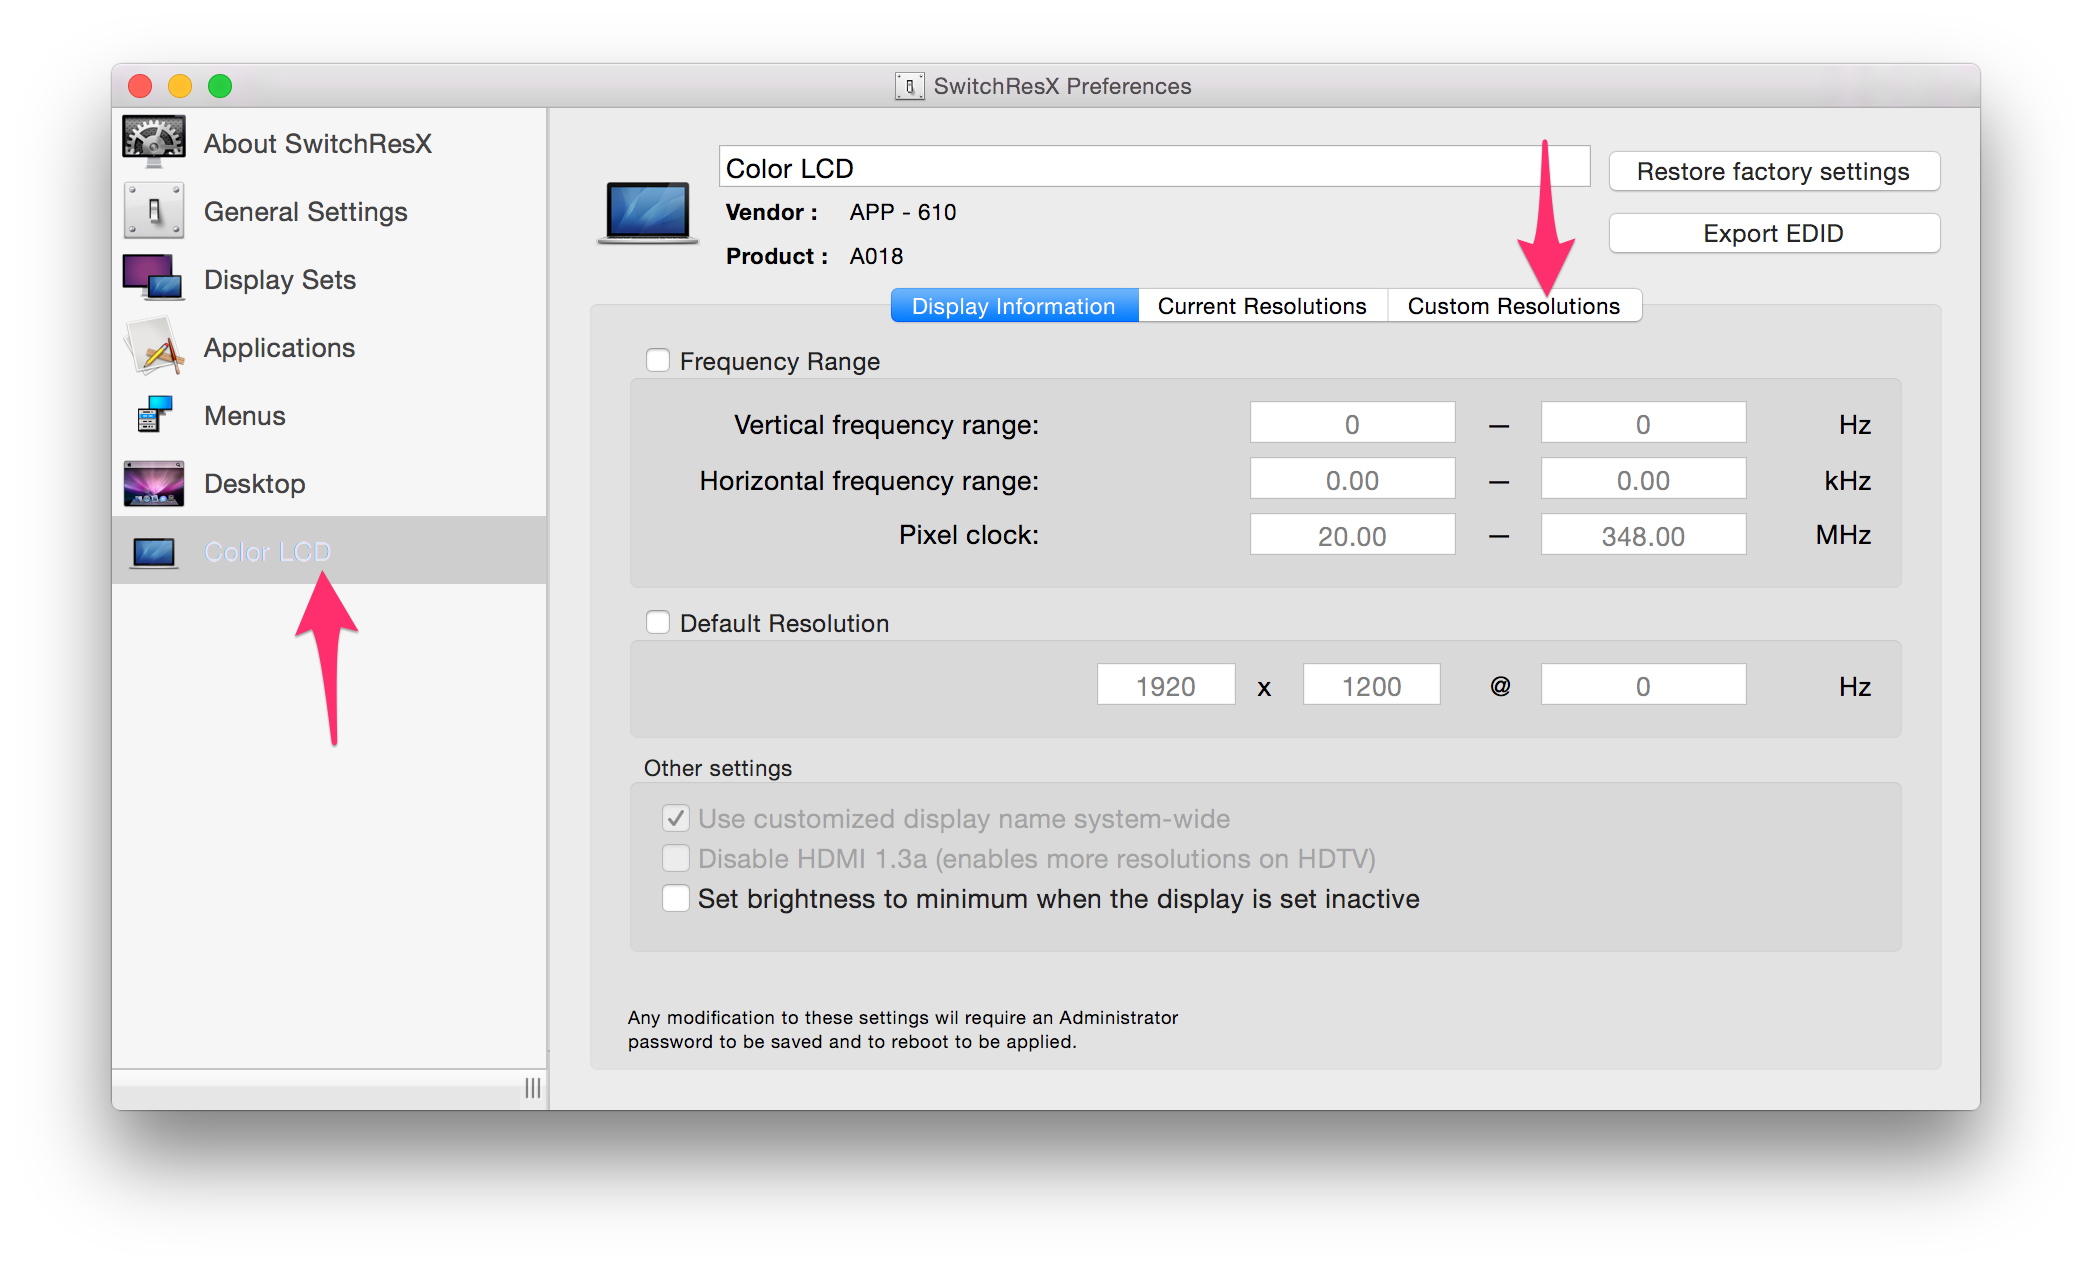 SwitchResX Preferences
About SwitchResX
General Settings
Display Sets
Applications
Menus
Desktop
Color LCD
Color LCD
Vendor : APP - 610
Product : A018
Restore factory settings
Export EDID
Display Information Current Resolutions Custom Resolutions
Frequency Range
Vertical frequency range: 0 – 0 Hz
Horizontal frequency range: 0.00 – 0.00 kHz
Pixel clock: 20.00 – 348.00 MHz
Default Resolution
1920 x 1200 @ 0 Hz
Other settings
Use customized display name system-wide
Disable HDMI 1.3a (enables more resolutions on HDTV)
Set brightness to minimum when the display is set inactive
Any modification to these settings wil require an Administrator
password to be saved and to reboot to be applied.